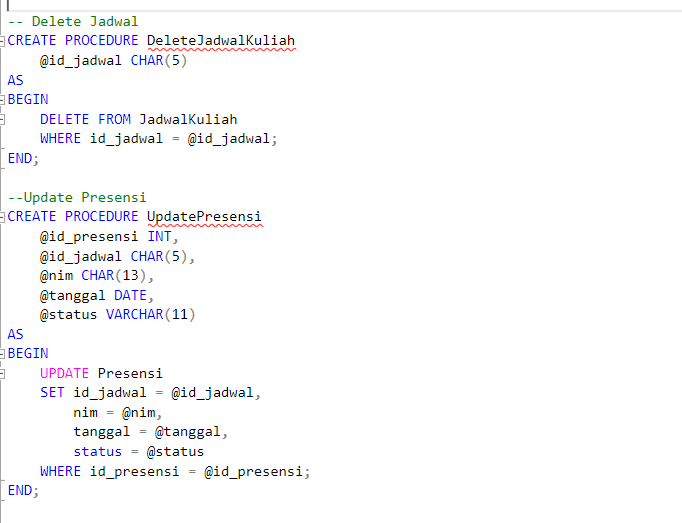 -- Delete Jadwal
CREATE PROCEDURE DeleteJadwalKuliah
    @id_jadwal CHAR(5)
AS
BEGIN
    DELETE FROM JadwalKuliah
    WHERE id_jadwal = @id_jadwal;
END;

--Update Presensi
CREATE PROCEDURE UpdatePresensi
    @id_presensi INT,
    @id_jadwal CHAR(5),
    @nim CHAR(13),
    @tanggal DATE,
    @status VARCHAR(11)
AS
BEGIN
    UPDATE Presensi
    SET id_jadwal = @id_jadwal,
        nim = @nim,
        tanggal = @tanggal,
        status = @status
    WHERE id_presensi = @id_presensi;
END;